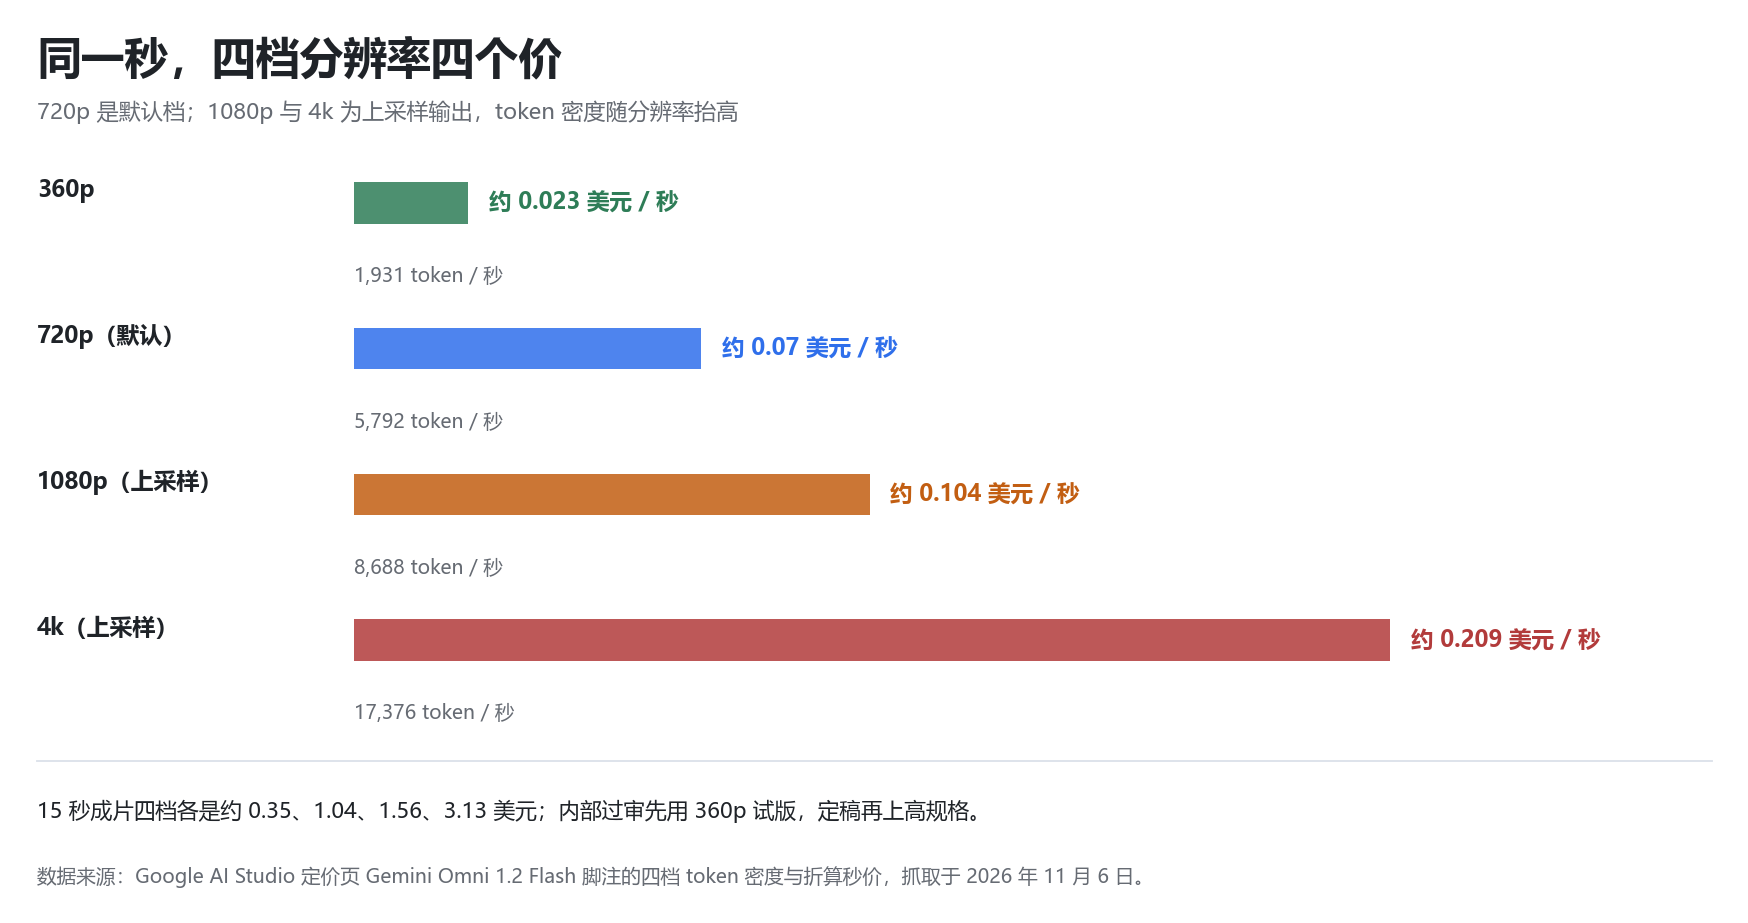 同一秒，四档分辨率四个价
720p 是默认档；1080p 与 4k 为上采样输出，token 密度随分辨率抬高
360p
约 0.023 美元 / 秒
1,931 token / 秒
720p（默认）
约 0.07 美元 / 秒
5,792 token / 秒
1080p（上采样）
约 0.104 美元 / 秒
8,688 token / 秒
4k（上采样）
约 0.209 美元 / 秒
17,376 token / 秒
15 秒成片四档各是约 0.35、1.04、1.56、3.13 美元；内部过审先用 360p 试版，定稿再上高规格。
数据来源：Google AI Studio 定价页 Gemini Omni 1.2 Flash 脚注的四档 token 密度与折算秒价，抓取于 2026 年 11 月 6 日。